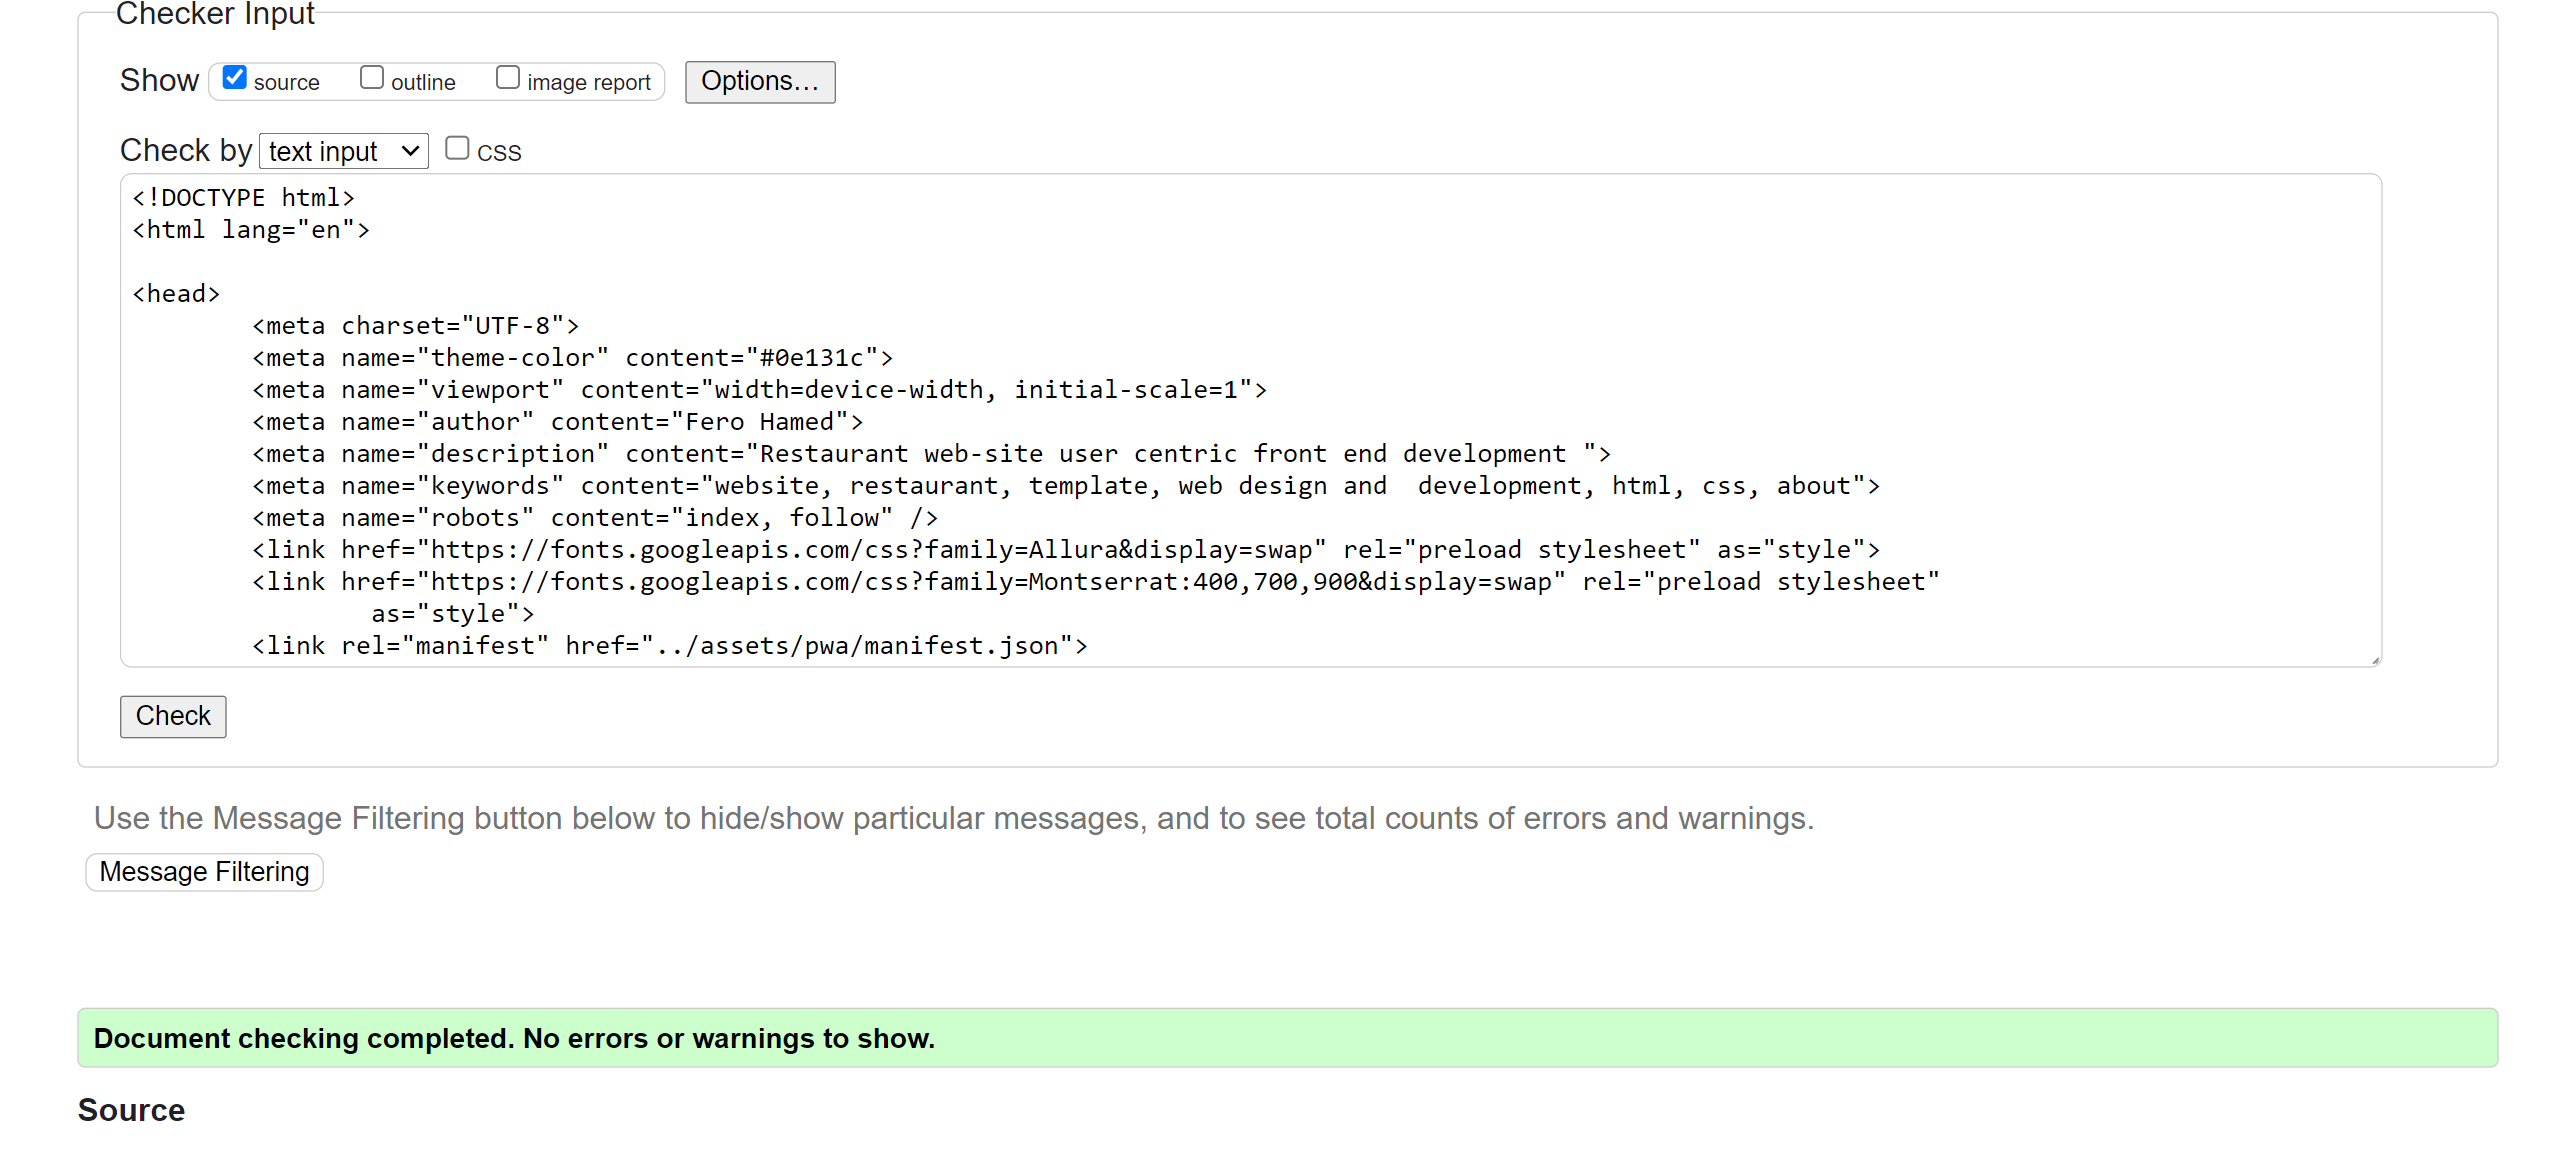 Checker Input
Show source outline image report Options...
Check by text input CSS
<!DOCTYPE html>
<html lang="en">
<head>
<meta charset="UTF-8">
<meta name="theme-color" content="#0e131c">
<meta name="viewport" content="width=device-width, initial-scale=1">
<meta name="author" content="Fero Hamed">
<meta name="description" content="Restaurant web-site user centric front end development ">
<meta name="keywords" content="website, restaurant, template, web design and  development, html, css, about">
<meta name="robots" content="index, follow" />
<link href="https://fonts.googleapis.com/css?family=Allura&display=swap" rel="preload stylesheet" as="style">
<link href="https://fonts.googleapis.com/css?family=Montserrat:400,700,900&display=swap" rel="preload stylesheet"
as="style">
<link rel="manifest" href="../assets/pwa/manifest.json">
Check
Use the Message Filtering button below to hide/show particular messages, and to see total counts of errors and warnings.
Message Filtering
Document checking completed. No errors or warnings to show.
Source